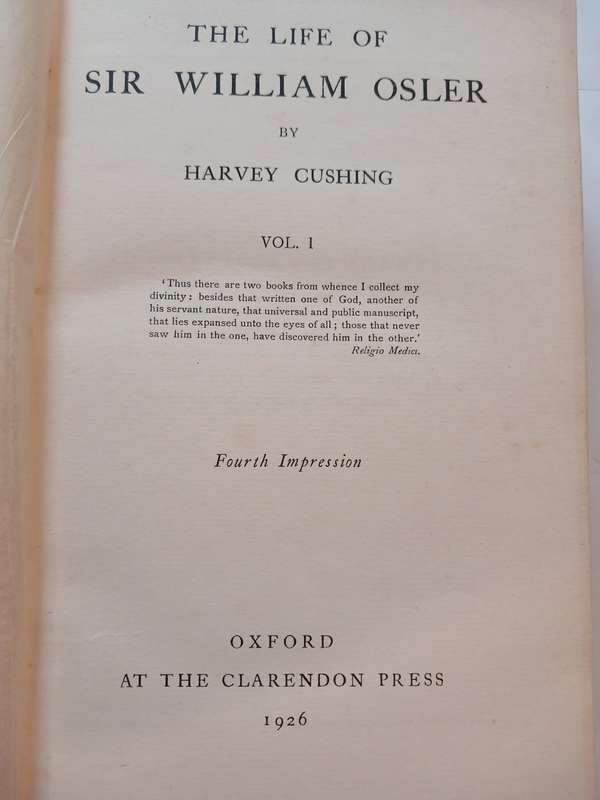 THE LIFE OF
SIR WILLIAM OSLER
BY
HARVEY CUSHING
VOL. I
'Thus there are two books from whence I collect my
divinity: besides that written one of God, another of
his servant nature, that universal and public manuscript,
that lies expansed unto the eyes of all; those that never
saw him in the one, have discovered him in the other.'
Religio Medici.
Fourth Impression
OXFORD
AT THE CLARENDON PRESS
1926